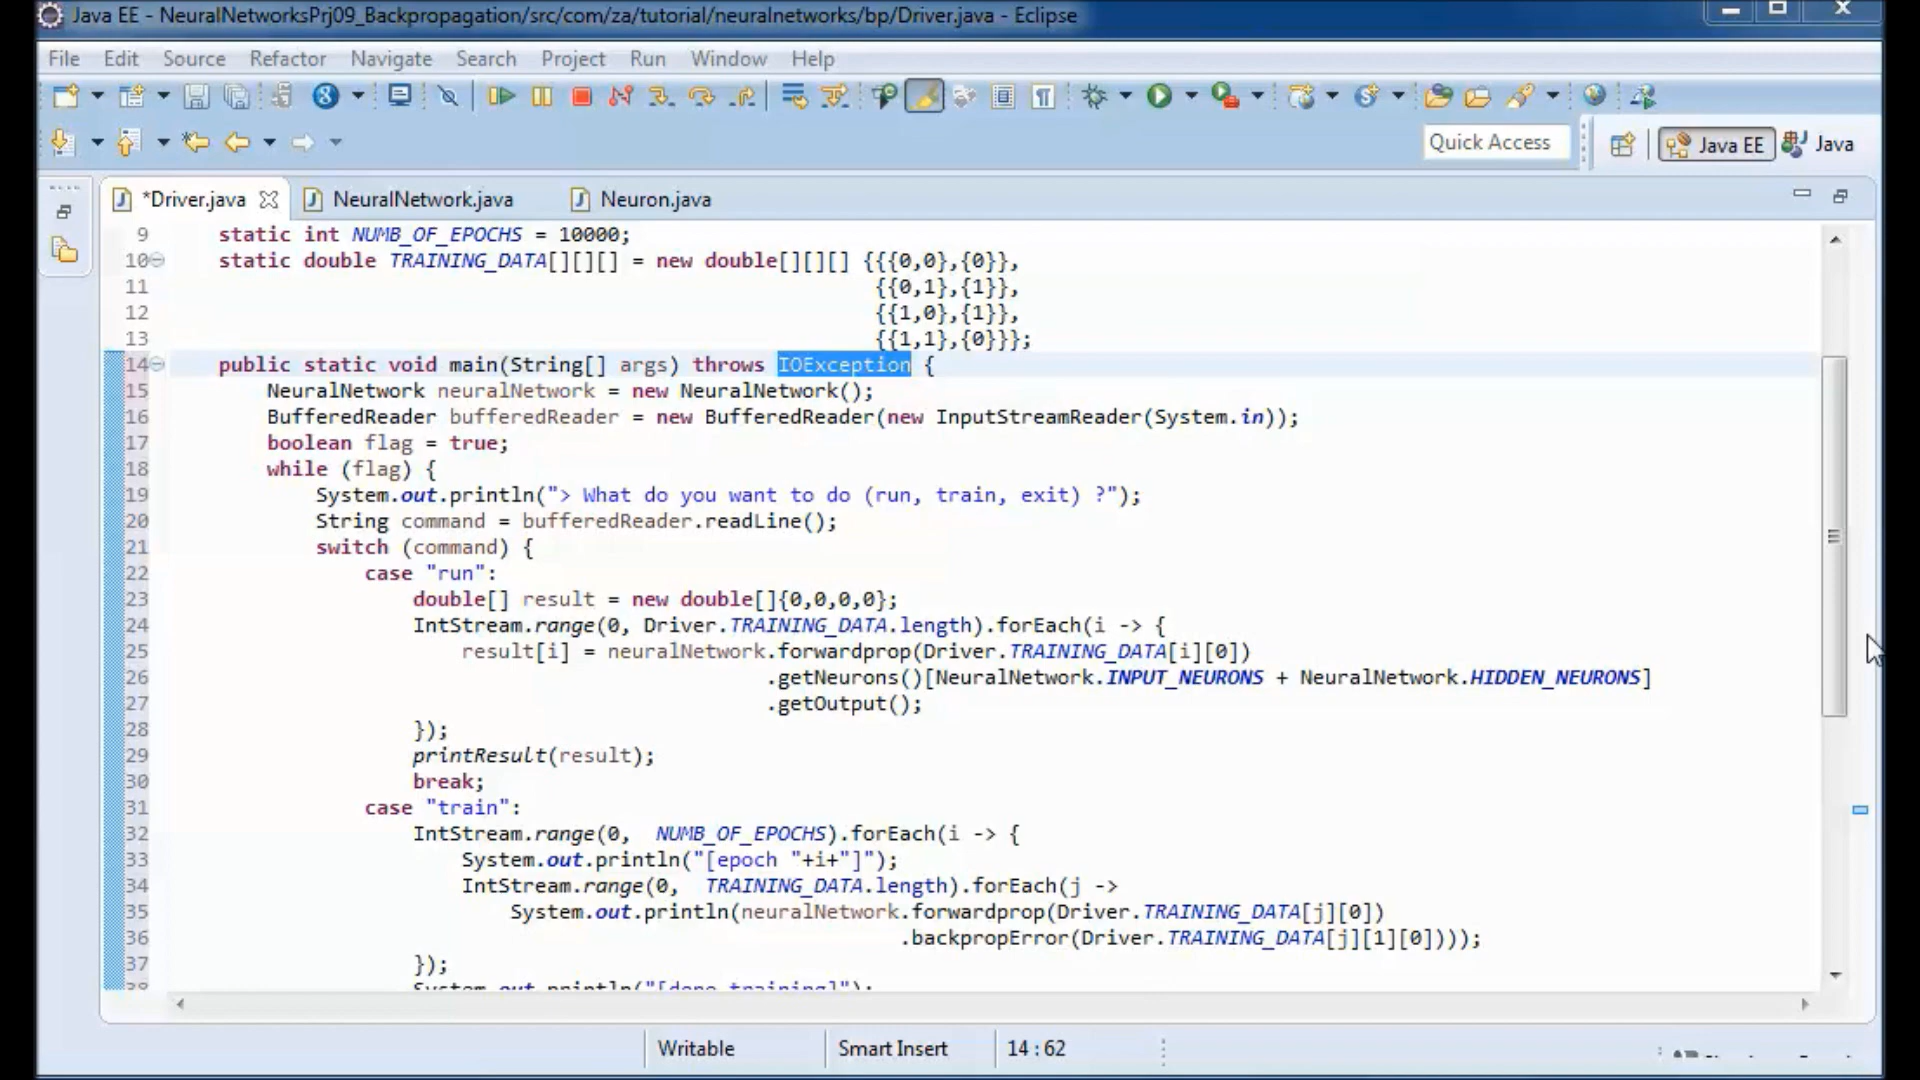 Java EE - NeuralNetworksPrj09_Backpropagation/src/com/za/tutorial/neuralnetworks/bp/Driver.java - Eclipse
File Edit Source Refactor Navigate Search Project Run Window Help
Quick Access Java EE Java
*Driver.java NeuralNetwork.java Neuron.java
9 static int NUMB_OF_EPOCHS = 10000;
10 static double TRAINING_DATA[][][] = new double[][][] {{{0,0},{0}},
11 {{0,1},{1}},
12 {{1,0},{1}},
13 {{1,1},{0}}};
14 public static void main(String[] args) throws IOException {
15 NeuralNetwork neuralNetwork = new NeuralNetwork();
16 BufferedReader bufferedReader = new BufferedReader(new InputStreamReader(System.in));
17 boolean flag = true;
18 while (flag) {
19 System.out.println("> What do you want to do (run, train, exit) ?");
20 String command = bufferedReader.readLine();
21 switch (command) {
22 case "run":
23 double[] result = new double[]{0,0,0,0};
24 IntStream.range(0, Driver.TRAINING_DATA.length).forEach(i -> {
25 result[i] = neuralNetwork.forwardprop(Driver.TRAINING_DATA[i][0])
26 .getNeurons()[NeuralNetwork.INPUT_NEURONS + NeuralNetwork.HIDDEN_NEURONS]
27 .getOutput();
28 });
29 printResult(result);
30 break;
31 case "train":
32 IntStream.range(0, NUMB_OF_EPOCHS).forEach(i -> {
33 System.out.println("[epoch "+i+"]");
34 IntStream.range(0, TRAINING_DATA.length).forEach(j ->
35 System.out.println(neuralNetwork.forwardprop(Driver.TRAINING_DATA[j][0])
36 .backpropError(Driver.TRAINING_DATA[j][1][0])));
37 });
38 System.out.println("[done training]");
Writable Smart Insert 14 : 62